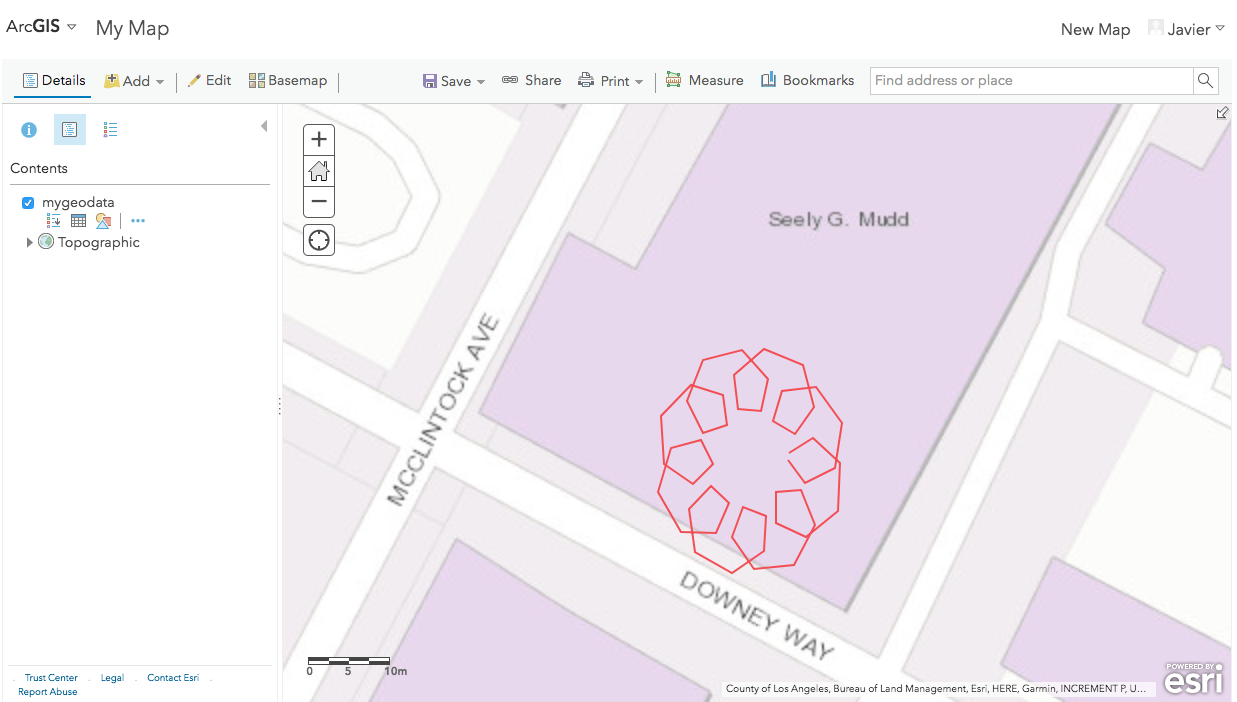 ArcGIS My Map New Map Javier
Details Add Edit Basemap Save Share Print Measure Bookmarks Find address or place
Contents
mygeodata
Topographic
Trust Center . Legal . Contact Esri .
Report Abuse
+
−
Seely G. Mudd
MCCLINTOCK AVE
DOWNEY WAY
0 5 10m
County of Los Angeles, Bureau of Land Management, Esri, HERE, Garmin, INCREMENT P, U...
POWERED BY
esri